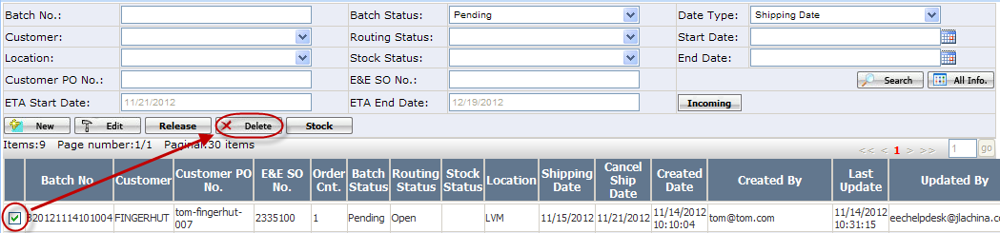 Batch No.: Batch Status: Pending Date Type: Shipping Date
Customer: Routing Status: Start Date:
Location: Stock Status: End Date:
Customer PO No.: E&E SO No.: Search All Info.
ETA Start Date: 11/21/2012 ETA End Date: 12/19/2012 Incoming
New Edit Release Delete Stock
Items:9 Page number:1/1 Paginal:30 items << < 1 > >> 1 go
Batch No. Customer Customer PO No. E&E SO No. Order Cnt. Batch Status Routing Status Stock Status Location Shipping Date Cancel Ship Date Created Date Created By Last Update Updated By
320121114101004 FINGERHUT tom-fingerhut-007 2335100 1 Pending Open LVM 11/15/2012 11/21/2012 11/14/2012 10:10:04 tom@tom.com 11/14/2012 10:31:15 eechelpdesk@jlachina.c